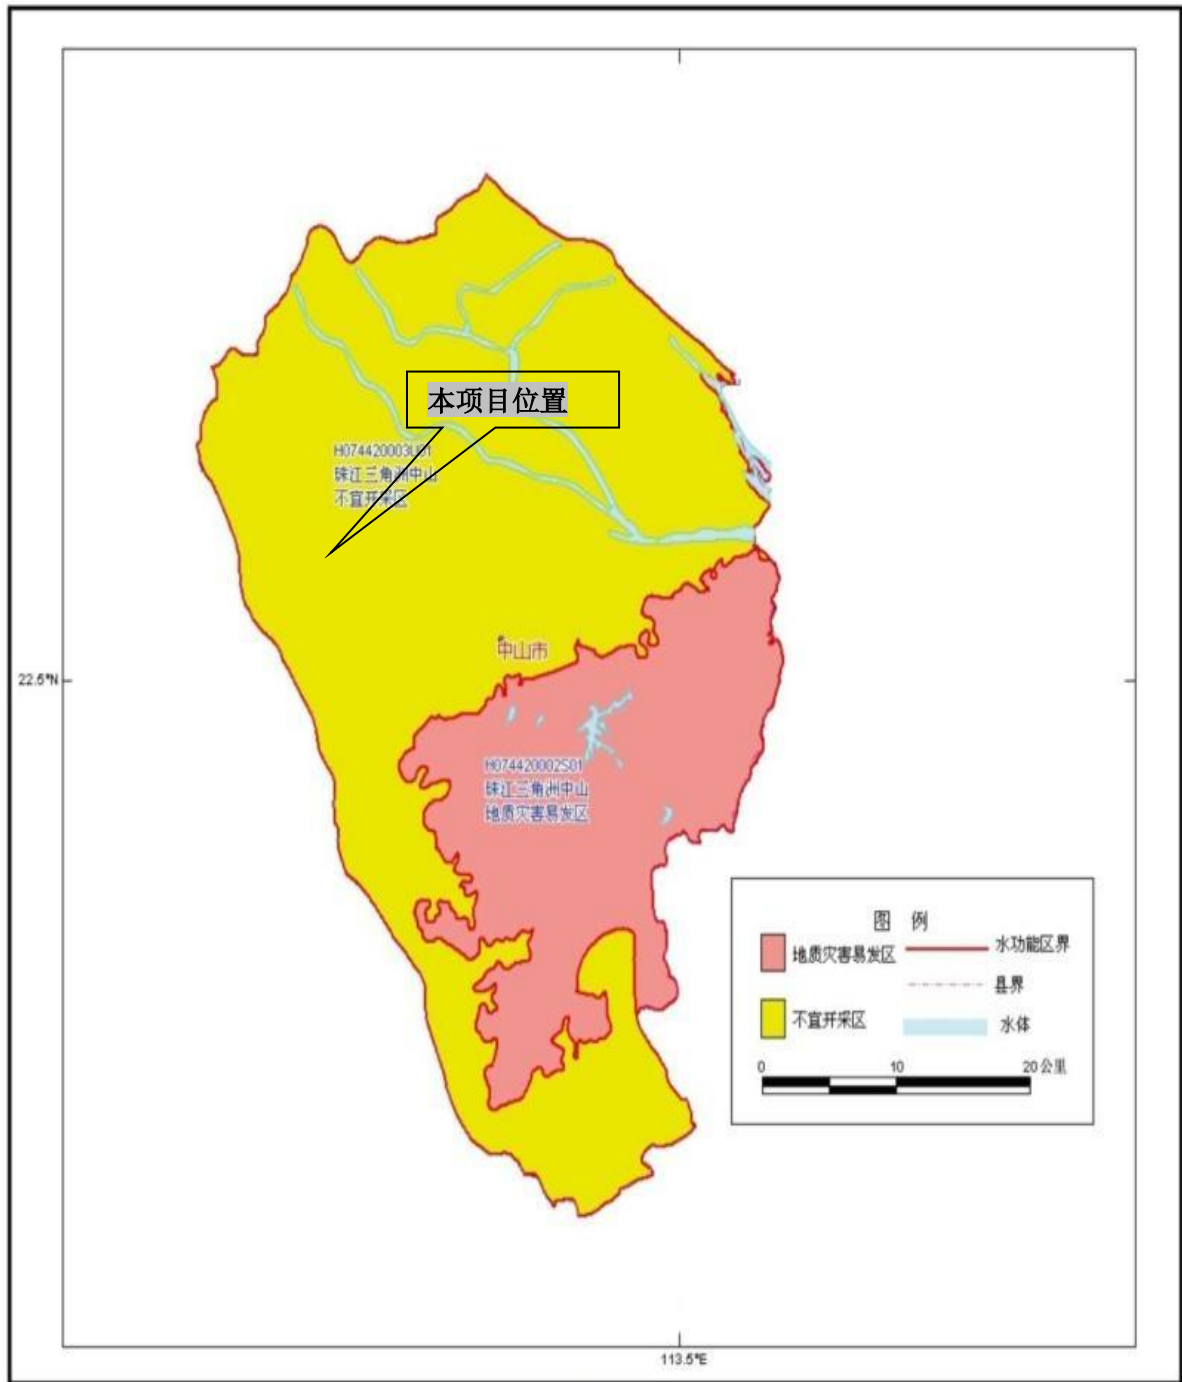 本项目位置
H074420003U01
珠江三角洲中山
不宜开采区
中山市
22.5°N
H074420002S01
珠江三角洲中山
地质灾害易发区
图 例
地质灾害易发区
水功能区界
县界
不宜开采区
水体
0 10 20公里
113.5°E